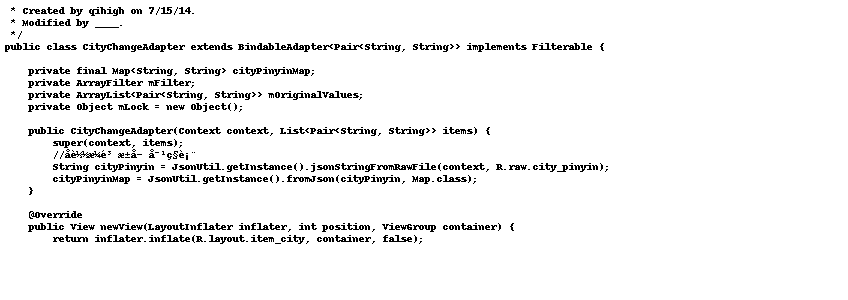 * Created by qihigh on 7/15/14.
* Modified by ____.
*/
public class CityChangeAdapter extends BindableAdapter<Pair<String, String>> implements Filterable {
private final Map<String, String> cityPinyinMap;
private ArrayFilter mFilter;
private ArrayList<Pair<String, String>> mOriginalValues;
private Object mLock = new Object();
public CityChangeAdapter(Context context, List<Pair<String, String>> items) {
super(context, items);
//
String cityPinyin = JsonUtil.getInstance().jsonStringFromRawFile(context, R.raw.city_pinyin);
cityPinyinMap = JsonUtil.getInstance().fromJson(cityPinyin, Map.class);
}
@Override
public View newView(LayoutInflater inflater, int position, ViewGroup container) {
return inflater.inflate(R.layout.item_city, container, false);